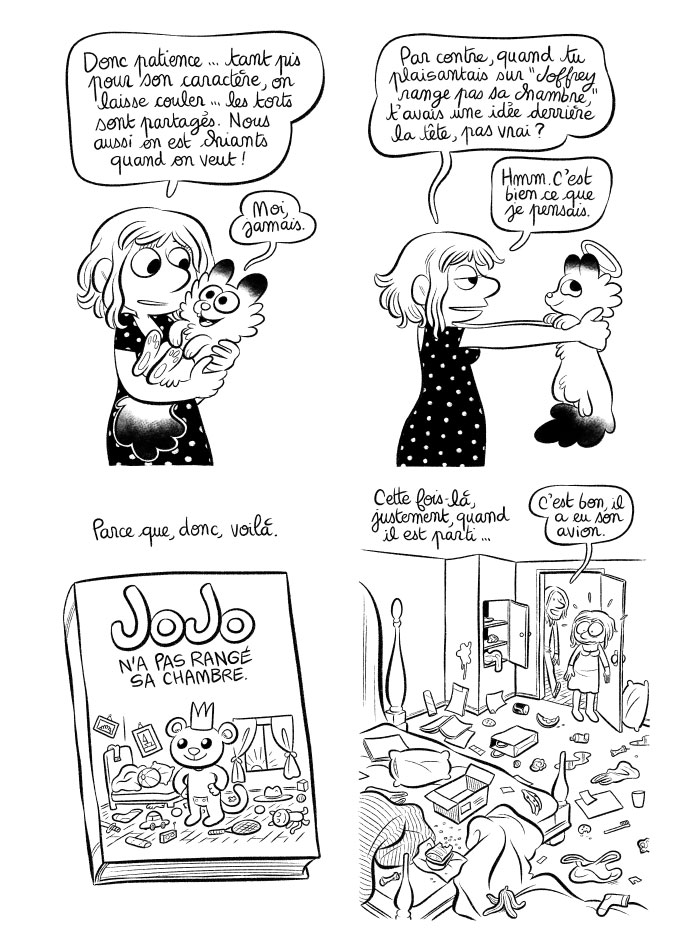 Donc patience ... tant pis
pour son caractère, on
laisse couler ... les torts
sont partagés. Nous
aussi on est chiants
quand on veut !
Moi,
jamais.
Par contre, quand tu
plaisantais sur "Joffrey
range pas sa chambre,"
t'avais une idée derrière
la tête, pas vrai ?
Hmm. C'est
bien ce que
je pensais.
Parce que, donc, voilà.
JoJo
N'A PAS RANGÉ
SA CHAMBRE.
Cette fois-là,
justement, quand
il est parti ...
C'est bon, il
a eu son
avion.